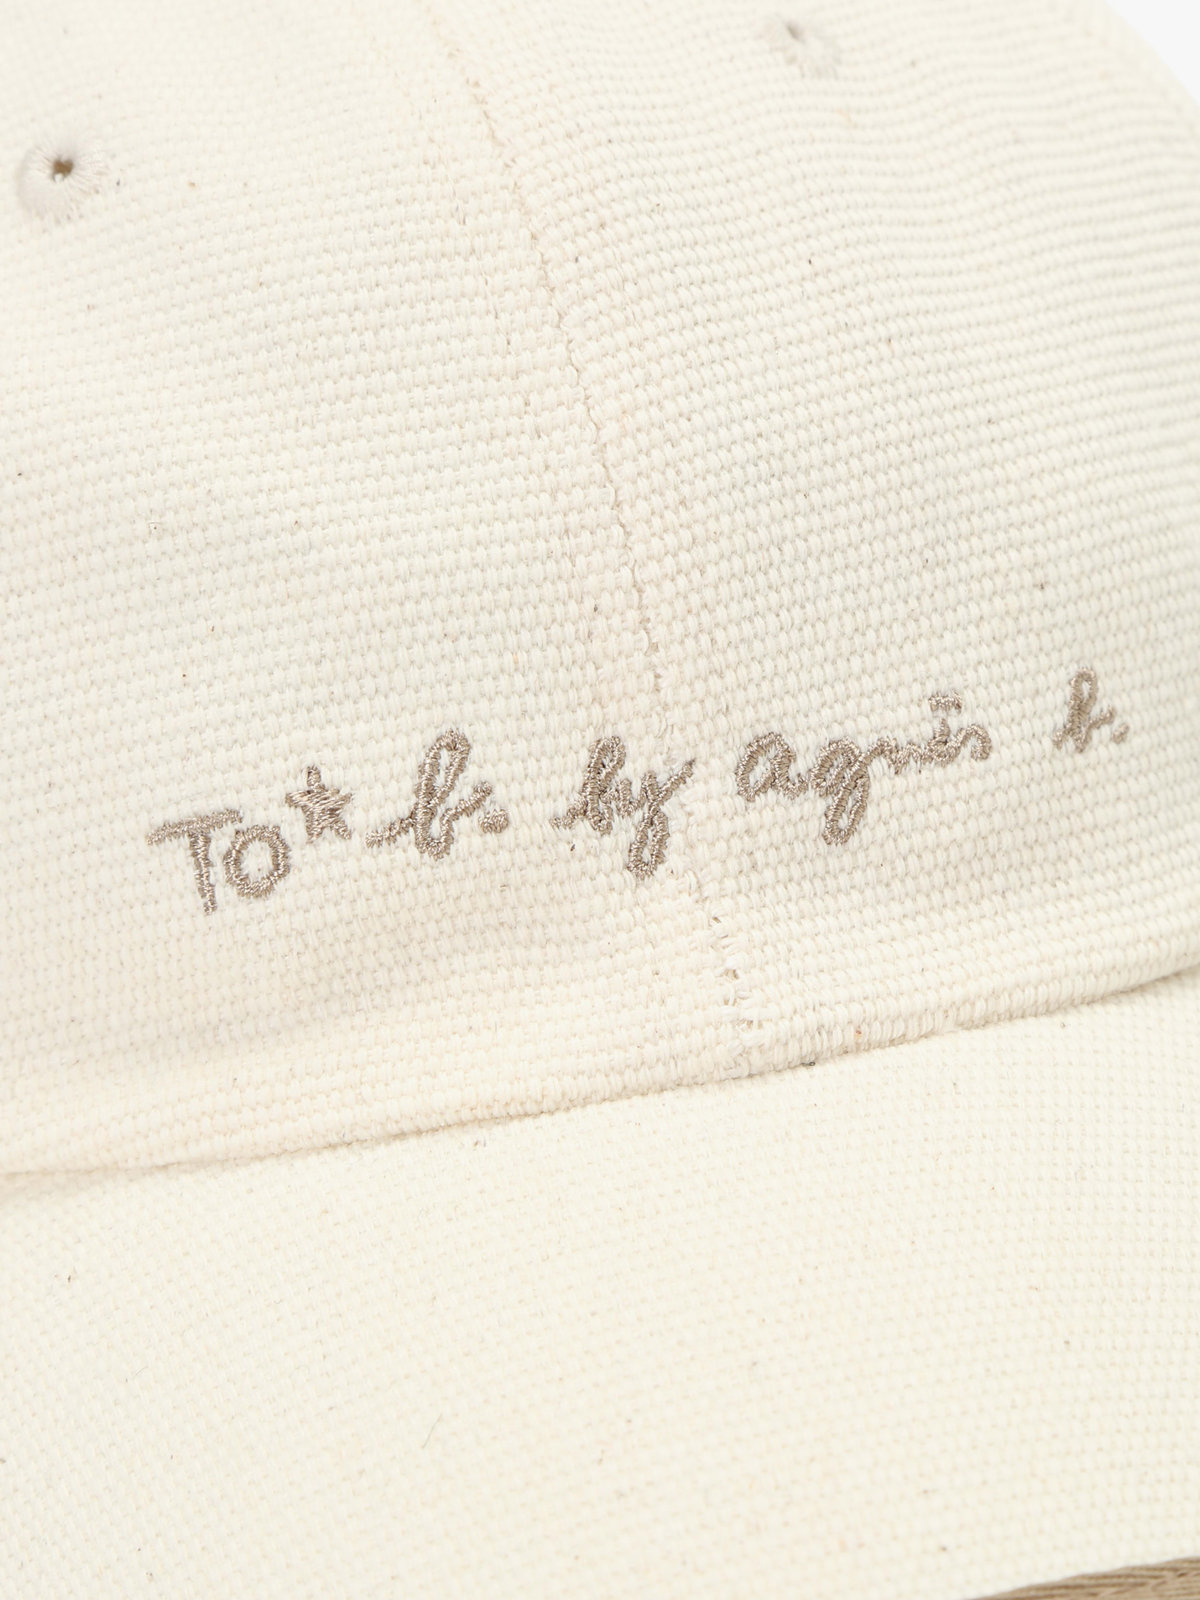 To★ b. by agnès b.